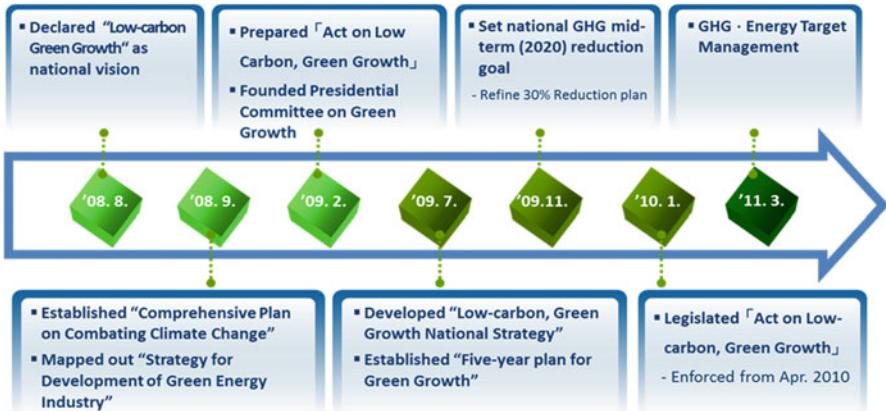 ▪ Declared “Low-carbon
Green Growth“ as
national vision
▪ Prepared「Act on Low
Carbon, Green Growth」
▪ Founded Presidential
Committee on Green
Growth
▪ Set national GHG mid-
term (2020) reduction
goal
- Refine 30% Reduction plan
▪ GHG · Energy Target
Management
’08. 8.
’08. 9.
’09. 2.
’09. 7.
’09.11.
’10. 1.
’11. 3.
▪ Established “Comprehensive Plan
on Combating Climate Change”
▪ Mapped out “Strategy for
Development of Green Energy
Industry”
▪ Developed “Low-carbon, Green
Growth National Strategy”
▪ Established “Five-year plan for
Green Growth”
▪ Legislated「Act on Low-
carbon, Green Growth」
- Enforced from Apr. 2010